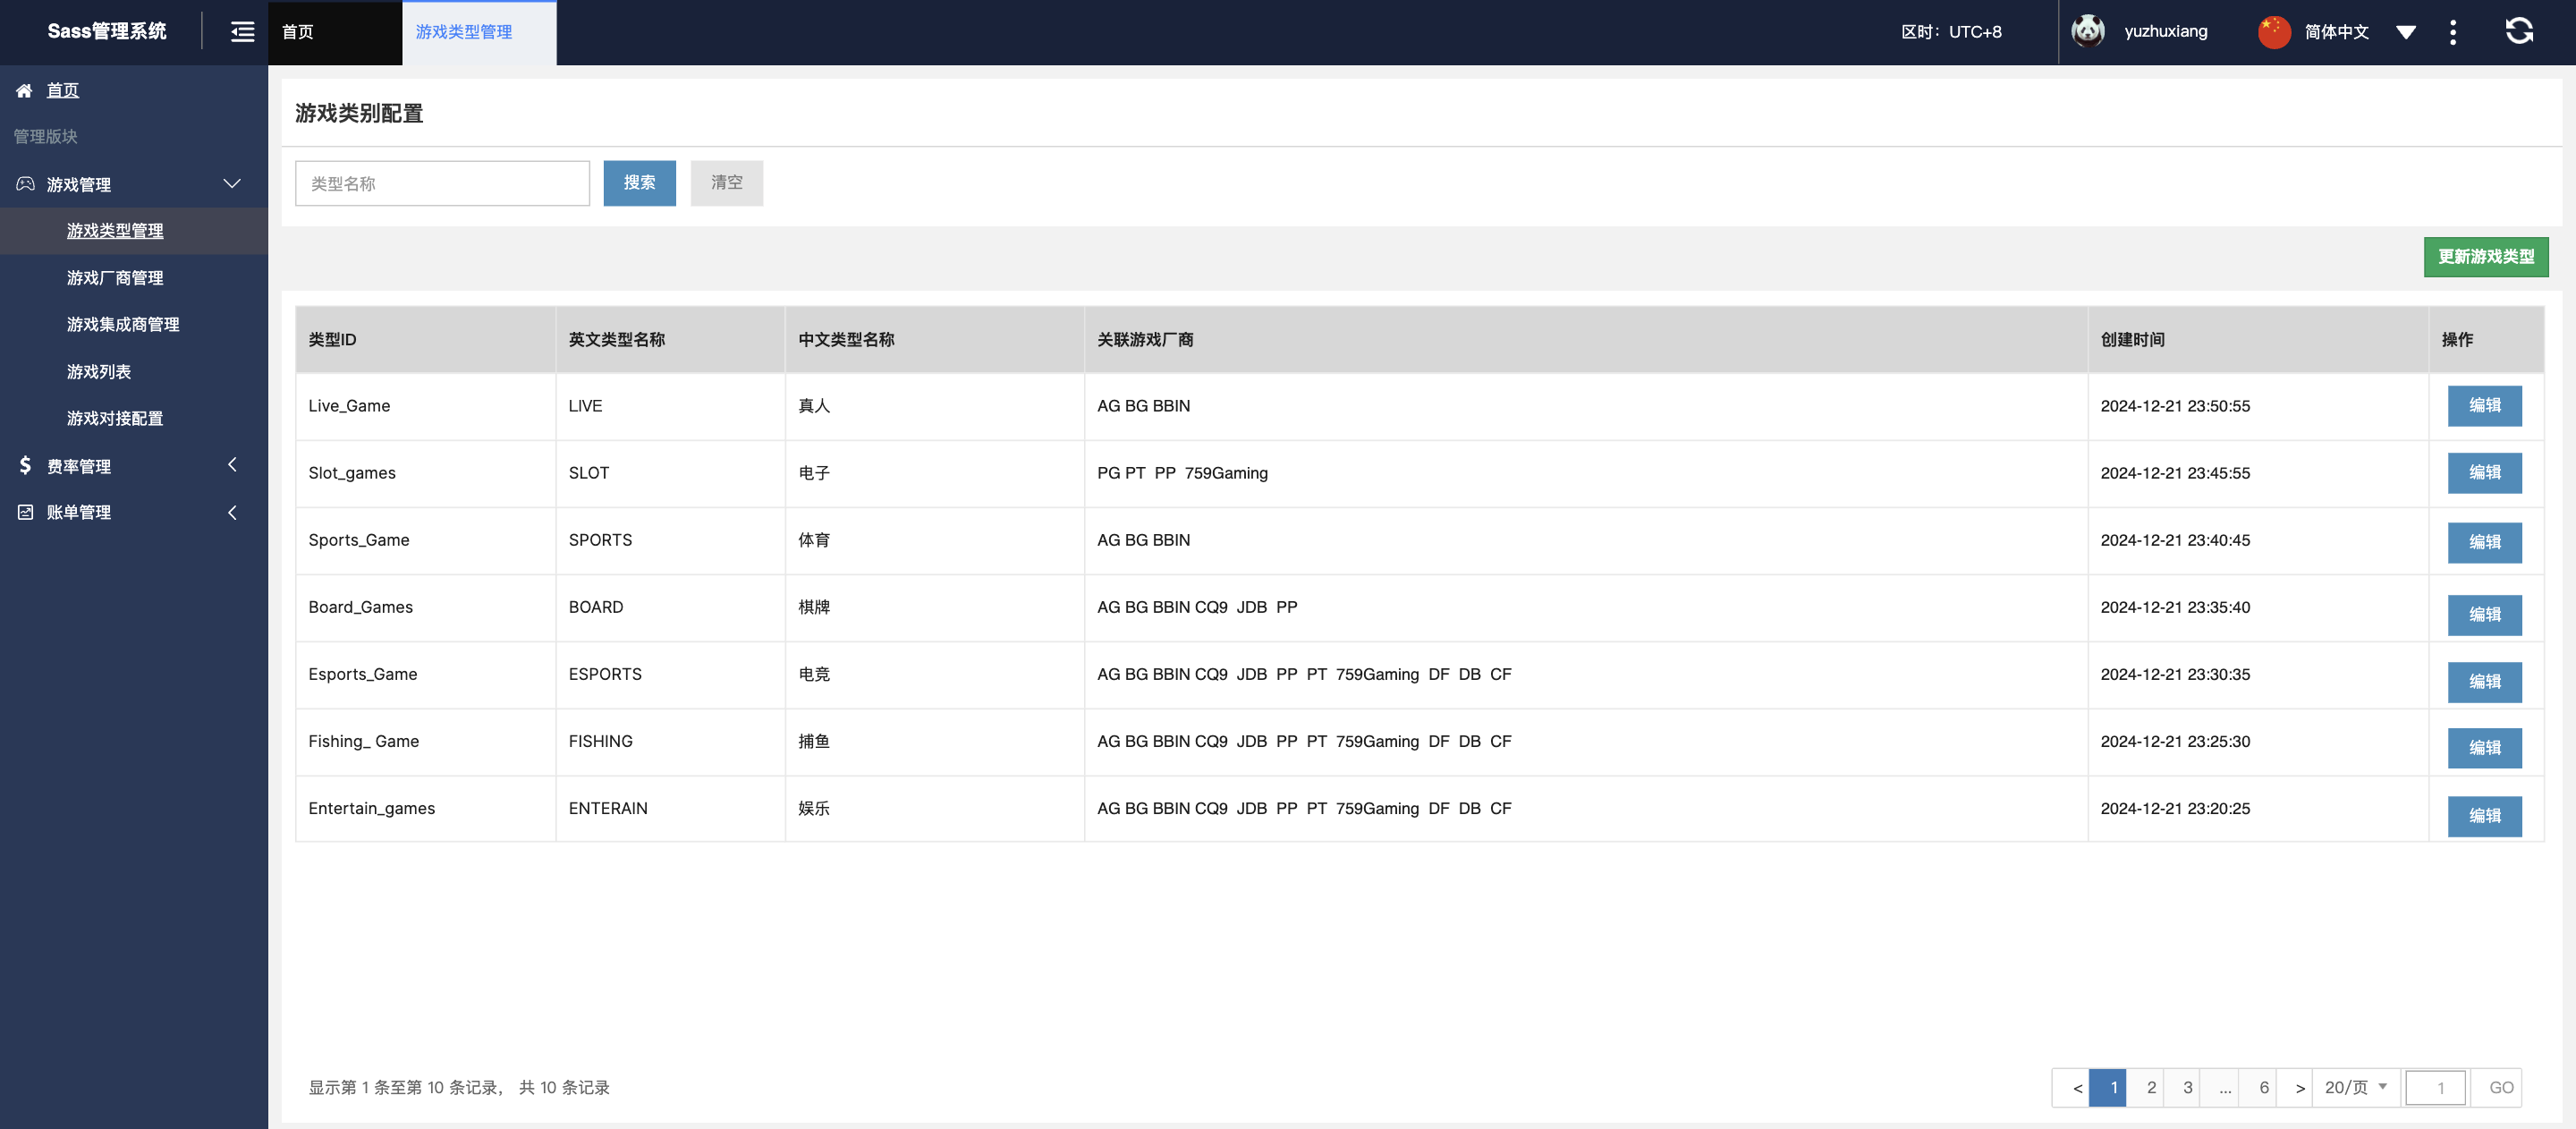 Sass管理系统 首页 游戏类型管理 区时：UTC+8 yuzhuxiang 简体中文
首页
管理版块
游戏管理
游戏类型管理
游戏厂商管理
游戏集成商管理
游戏列表
游戏对接配置
费率管理
账单管理
游戏类别配置
类型名称 搜索 清空
更新游戏类型
类型ID 英文类型名称 中文类型名称 关联游戏厂商 创建时间 操作
Live_Game LIVE 真人 AG BG BBIN 2024-12-21 23:50:55 编辑
Slot_games SLOT 电子 PG PT PP 759Gaming 2024-12-21 23:45:55 编辑
Sports_Game SPORTS 体育 AG BG BBIN 2024-12-21 23:40:45 编辑
Board_Games BOARD 棋牌 AG BG BBIN CQ9 JDB PP 2024-12-21 23:35:40 编辑
Esports_Game ESPORTS 电竞 AG BG BBIN CQ9 JDB PP PT 759Gaming DF DB CF 2024-12-21 23:30:35 编辑
Fishing_ Game FISHING 捕鱼 AG BG BBIN CQ9 JDB PP PT 759Gaming DF DB CF 2024-12-21 23:25:30 编辑
Entertain_games ENTERAIN 娱乐 AG BG BBIN CQ9 JDB PP PT 759Gaming DF DB CF 2024-12-21 23:20:25 编辑
显示第 1 条至第 10 条记录， 共 10 条记录 < 1 2 3 ... 6 > 20/页 1 GO